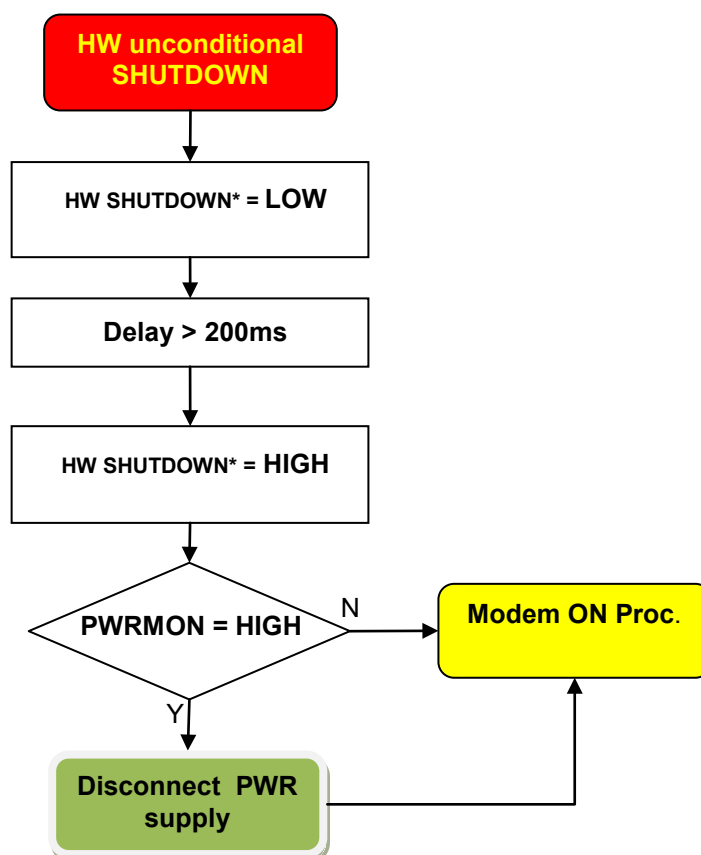 HW unconditional
SHUTDOWN
HW SHUTDOWN* = LOW
Delay > 200ms
HW SHUTDOWN* = HIGH
PWRMON = HIGH
N
Modem ON Proc.
Y
Disconnect PWR
supply